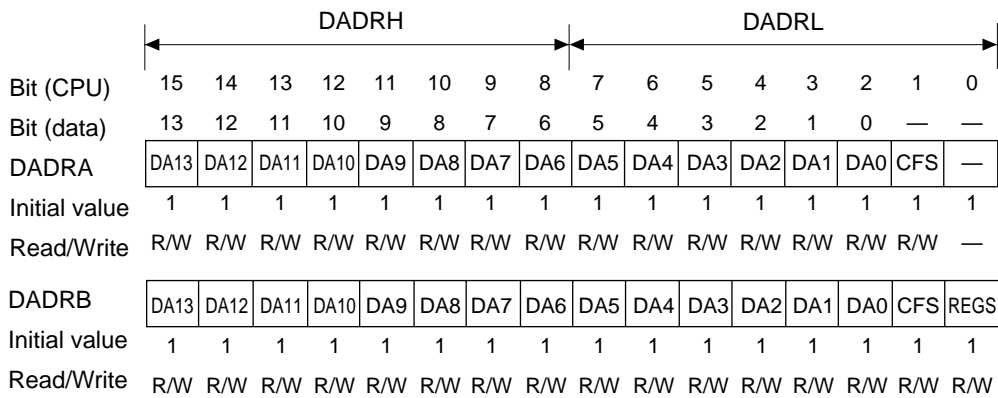 DADRH DADRL
Bit (CPU) 15 14 13 12 11 10 9 8 7 6 5 4 3 2 1 0
Bit (data) 13 12 11 10 9 8 7 6 5 4 3 2 1 0 — —
DADRA DA13 DA12 DA11 DA10 DA9 DA8 DA7 DA6 DA5 DA4 DA3 DA2 DA1 DA0 CFS —
Initial value 1 1 1 1 1 1 1 1 1 1 1 1 1 1 1 1
Read/Write R/W R/W R/W R/W R/W R/W R/W R/W R/W R/W R/W R/W R/W R/W R/W —
DADRB DA13 DA12 DA11 DA10 DA9 DA8 DA7 DA6 DA5 DA4 DA3 DA2 DA1 DA0 CFS REGS
Initial value 1 1 1 1 1 1 1 1 1 1 1 1 1 1 1 1
Read/Write R/W R/W R/W R/W R/W R/W R/W R/W R/W R/W R/W R/W R/W R/W R/W R/W